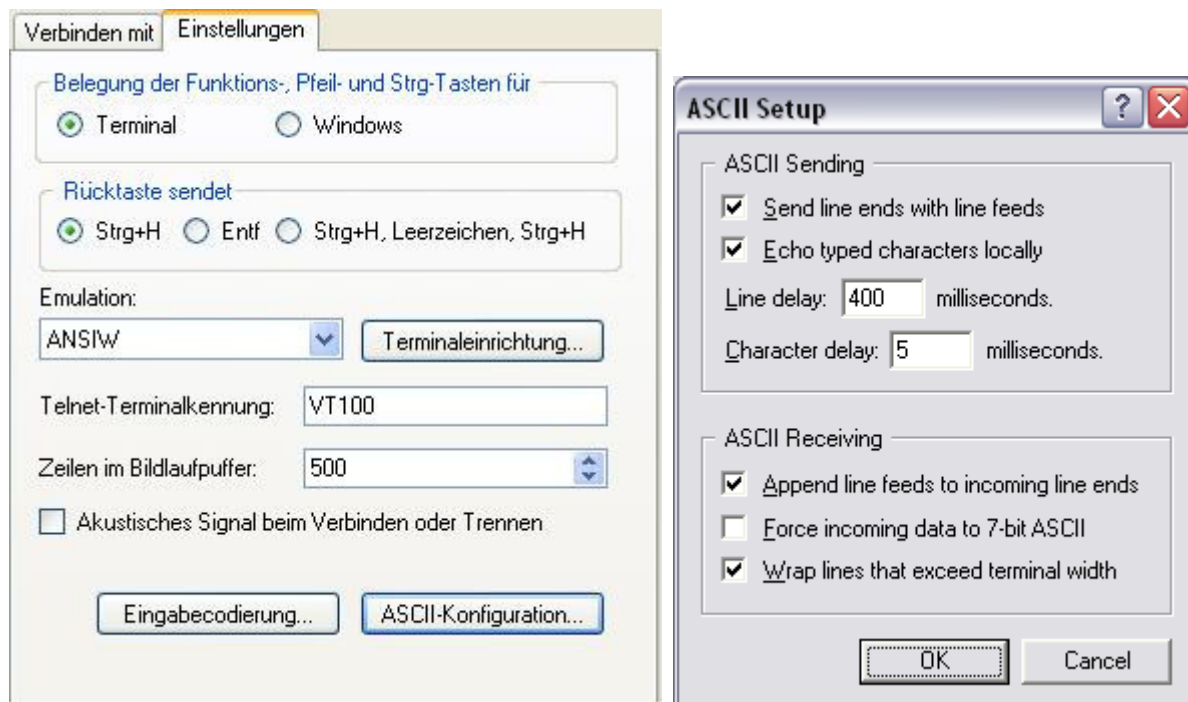 Verbinden mit Einstellungen
Belegung der Funktions-, Pfeil- und Strg-Tasten für
Terminal Windows
Rücktaste sendet
Strg+H Entf Strg+H, Leerzeichen, Strg+H
Emulation:
ANSIW Terminaleinrichtung...
Telnet-Terminalkennung: VT100
Zeilen im Bildlaufpuffer: 500
Akustisches Signal beim Verbinden oder Trennen
Eingabecodierung... ASCII-Konfiguration...
ASCII Setup ?
ASCII Sending
Send line ends with line feeds
Echo typed characters locally
Line delay: 400 milliseconds.
Character delay: 5 milliseconds.
ASCII Receiving
Append line feeds to incoming line ends
Force incoming data to 7-bit ASCII
Wrap lines that exceed terminal width
OK Cancel